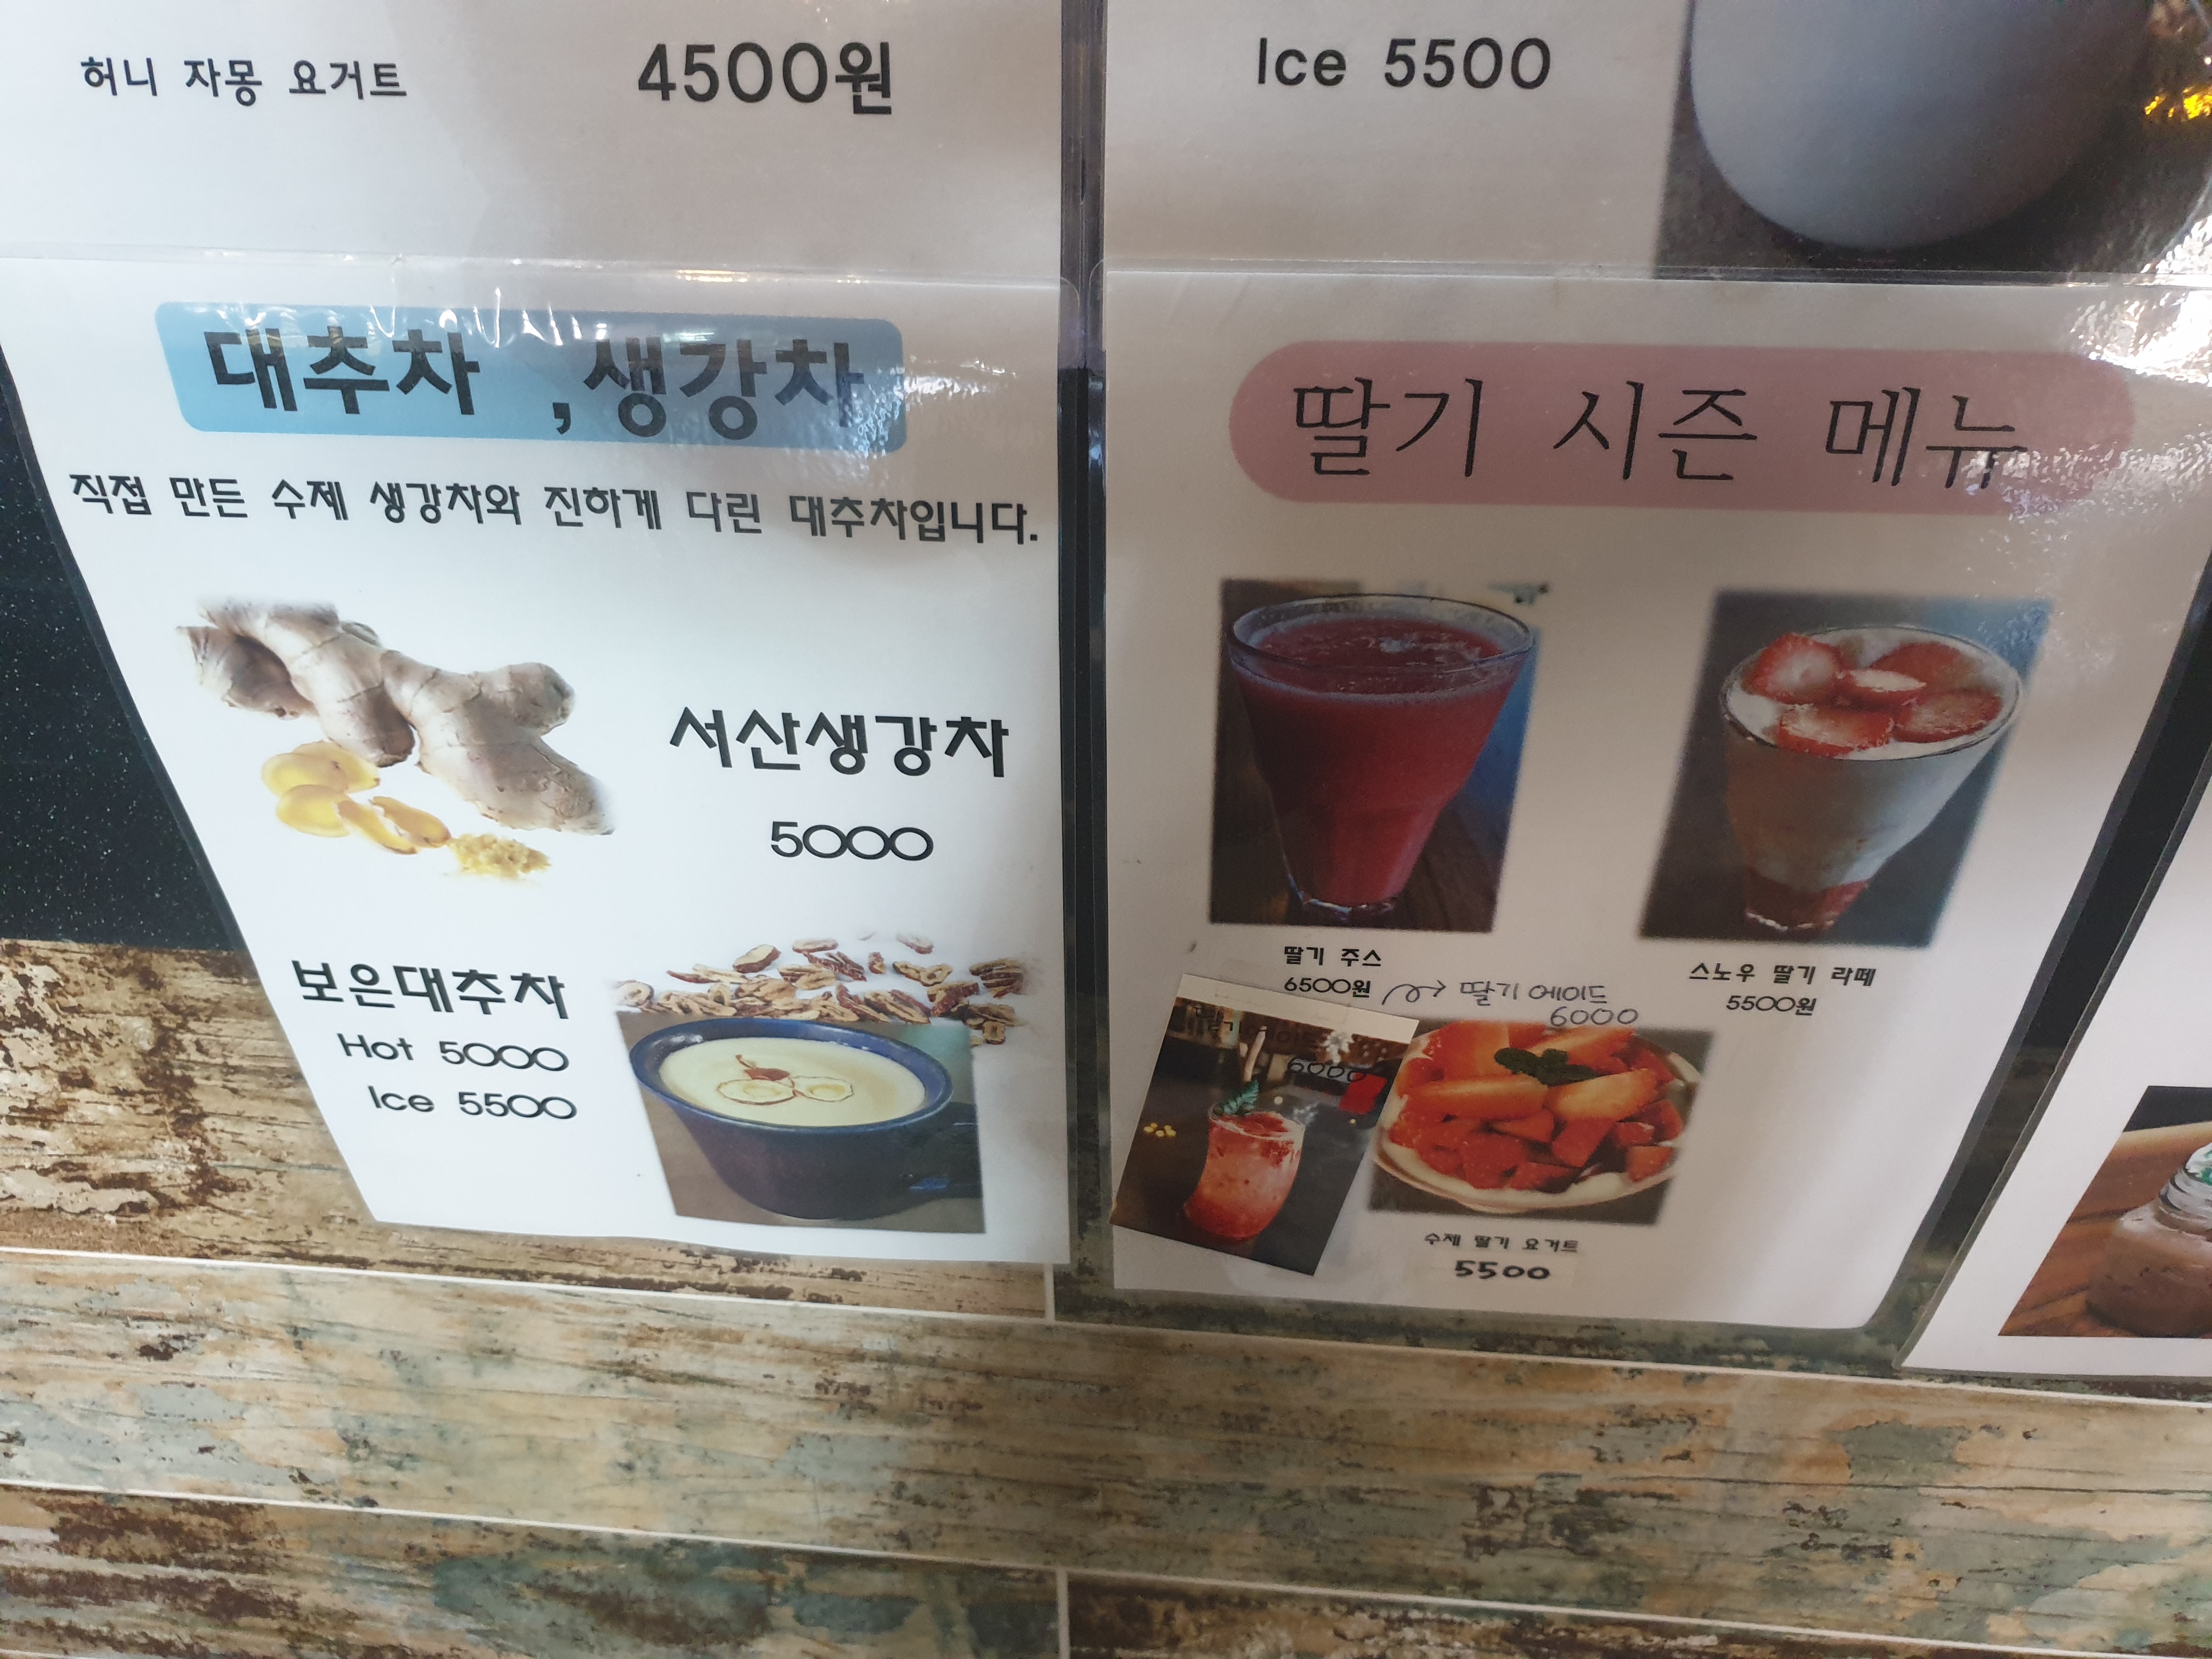 허니 자몽 요거트 4500원
Ice 5500
대추차 ,생강차
직접 만든 수제 생강차와 진하게 다린 대추차입니다.
서산생강차
5000
보은대추차
Hot 5000
Ice 5500
딸기 시즌 메뉴
딸기 주스
6500원
딸기 에이드
6000
스노우 딸기 라떼
5500원
6000
수제 딸기 요거트
5500